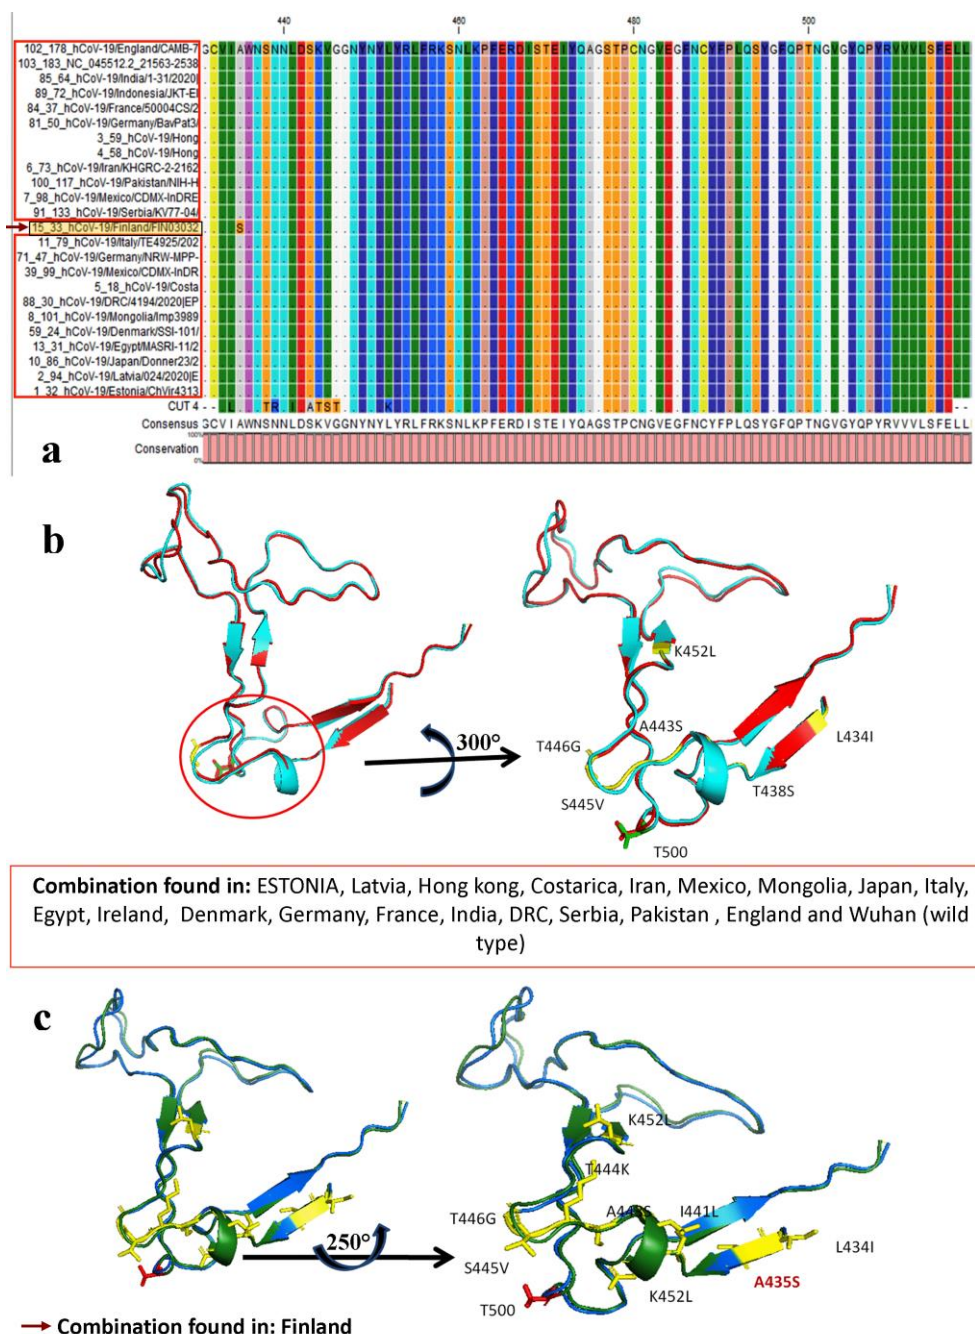 440 460 480 500
102_178_hCoV-19/England/CAMB-7
103_183_NC_045512.2_21563-2538
85_64_hCoV-19/India/1-31/2020|
89_72_hCoV-19/Indonesia/JKT-EI
84_37_hCoV-19/France/50004CS/2
81_50_hCoV-19/Germany/BavPat3/
3_59_hCoV-19/Hong
4_58_hCoV-19/Hong
6_73_hCoV-19/Iran/KHGRC-2-2162
100_117_hCoV-19/Pakistan/NIH-H
7_98_hCoV-19/Mexico/CDMX-InDRE
91_133_hCoV-19/Serbia/KV77-04/
15_33_hCoV-19/Finland/FIN03032 S
11_79_hCoV-19/Italy/TE4925/202
71_47_hCoV-19/Germany/NRW-MPP-
39_99_hCoV-19/Mexico/CDMX-InDR
5_18_hCoV-19/Costa
88_30_hCoV-19/DRC/4194/2020|EP
8_101_hCoV-19/Mongolia/Imp3989
59_24_hCoV-19/Denmark/SSI-101/
13_31_hCoV-19/Egypt/MASRI-11/2
10_86_hCoV-19/Japan/Donner23/2
2_94_hCoV-19/Latvia/024/2020|E
1_32_hCoV-19/Estonia/ChVir4313
CUT 4 L TR I ATST K
Consensus GCVIAWNSNNLDSKVGGNYNYLYRLFRKSNLKPFERDISTEIYQAGSTPCNGVEGFNCYFPLQSYGFQPTNGVGYQPYRVVVLSFELL
100%
Conservation
0%
a
b
K452L
A443S
300°
T446G
L434I
S445V
T438S
T500
Combination found in: ESTONIA, Latvia, Hong kong, Costarica, Iran, Mexico, Mongolia, Japan, Italy,
Egypt, Ireland, Denmark, Germany, France, India, DRC, Serbia, Pakistan , England and Wuhan (wild
type)
c
K452L
T444K
T446G
A443S I441L
250°
L434I
S445V
A435S
K452L
T500
Combination found in: Finland